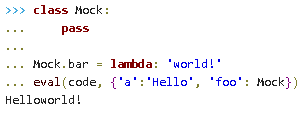 >>> class Mock:
...     pass
...
... Mock.bar = lambda: 'world!'
... eval(code, {'a':'Hello', 'foo': Mock})
Helloworld!